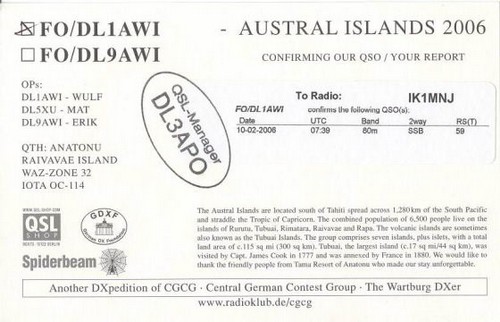 FO/DL1AWI - AUSTRAL ISLANDS 2006
FO/DL9AWI
CONFIRMING OUR QSO / YOUR REPORT
OPs:
DL1AWI - WULF
DL5XU - MAT
DL9AWI - ERIK
QTH: ANATONU
RAIVAVAE ISLAND
WAZ-ZONE 32
IOTA OC-114
QSL-Manager
DL3APO
To Radio: IK1MNJ
FO/DL1AWI confirms the following QSO(s):
Date UTC Band 2way RS(T)
10-02-2006 07:39 80m SSB 59
WWW.QSL-SHOP.COM
QSL
SHOP
GDXF
German DX Foundation
Spiderbeam
The Austral Islands are located south of Tahiti spread across 1,280km of the South Pacific
and straddle the Tropic of Capricorn. The combined population of 6,500 people live on the
islands of Rurutu, Tubuai, Rimatara, Raivavae and Rapa. The volcanic islands are sometimes
also known as the Tubuai Islands. The group comprises seven islands, plus islets, with a total
land area of c.115 sq mi (300 sq km). Tubuai, the largest island (c.17 sq mi/44 sq km), was
visited by Capt. James Cook in 1777 and was annexed by France in 1880. We would like to
thank the friendly people from Tama Resort of Anatonu who made our stay unforgettable.
Another DXpedition of CGCG · Central German Contest Group · The Wartburg DXer
www.radioklub.de/cgcg